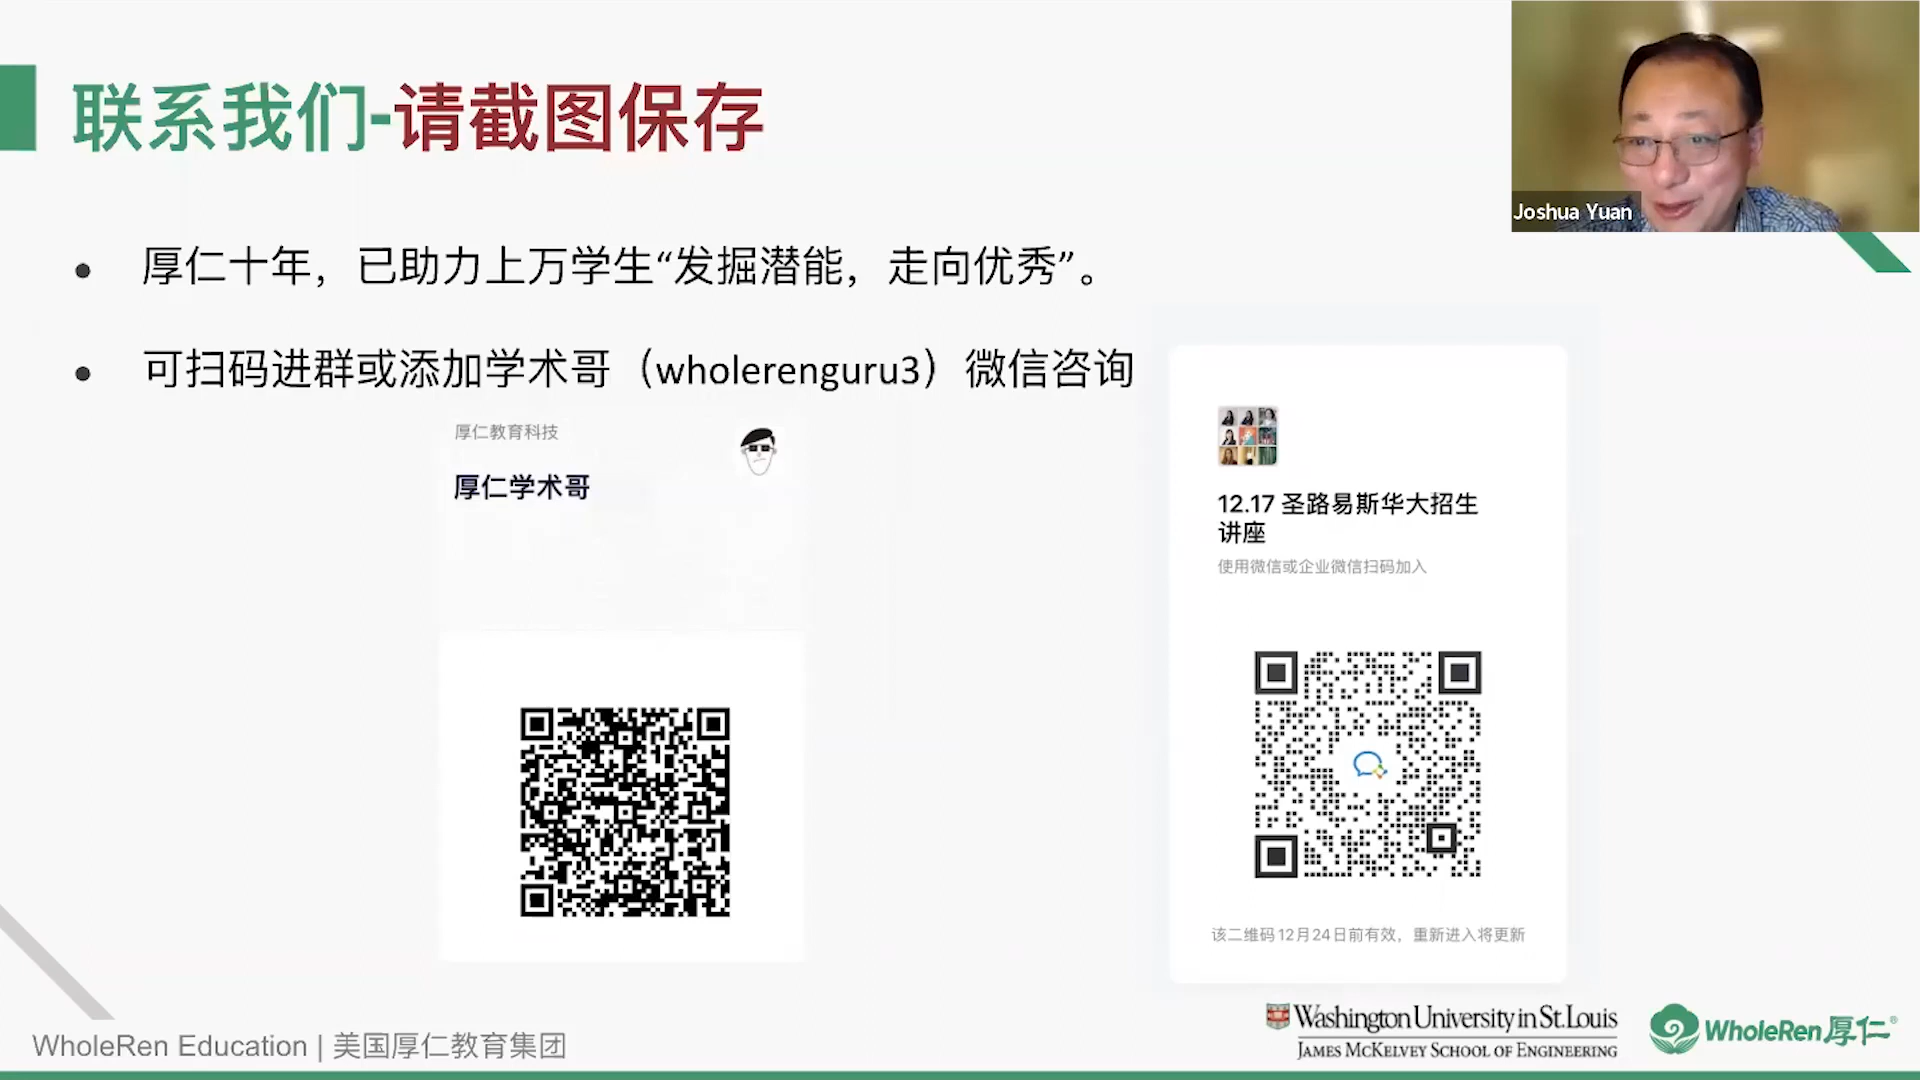 联系我们-请截图保存
Joshua Yuan
厚仁十年，已助力上万学生“发掘潜能，走向优秀”。
可扫码进群或添加学术哥（wholerenguru3）微信咨询
厚仁教育科技
厚仁学术哥
12.17 圣路易斯华大招生
讲座
使用微信或企业微信扫码加入
该二维码12月24日前有效，重新进入将更新
WholeRen Education | 美国厚仁教育集团
Washington University in St.Louis
JAMES MCKELVEY SCHOOL OF ENGINEERING
WholeRen厚仁®